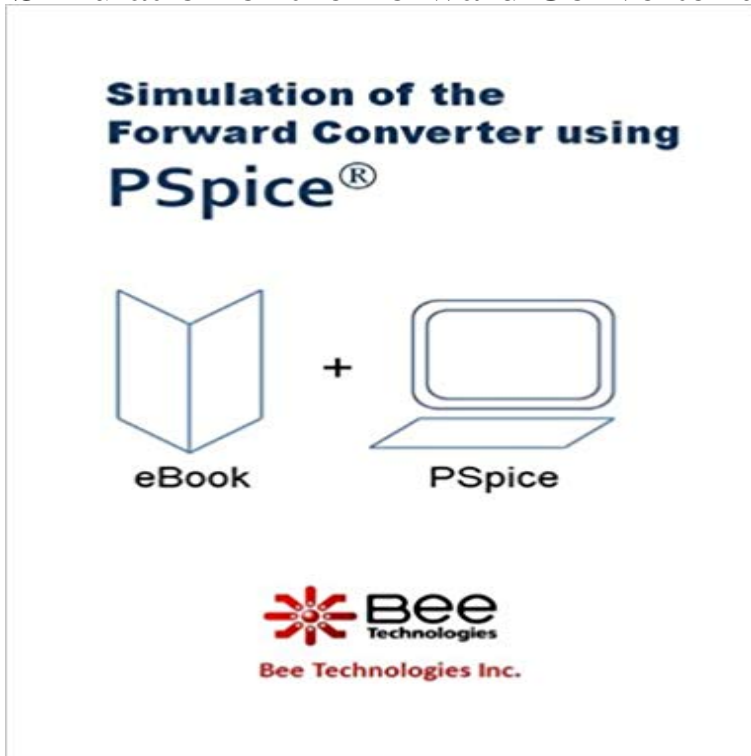 Simulation of the
Forward Converter using
PSpice®
+
eBook PSpice
Bee
Technologies
Bee Technologies Inc.